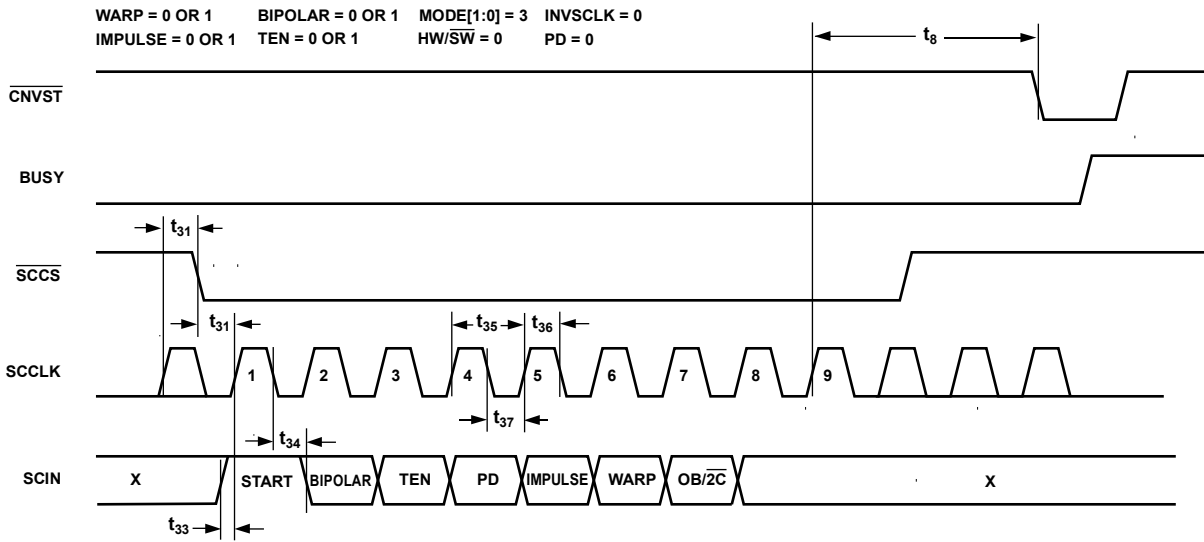 WARP = 0 OR 1 BIPOLAR = 0 OR 1 MODE[1:0] = 3 INVSCLK = 0
IMPULSE = 0 OR 1 TEN = 0 OR 1 HW/SW = 0 PD = 0
t8
CNVST
BUSY
t31
SCCS
t31 t35 t36
SCCLK 1 2 3 4 5 6 7 8 9
t37
t34
SCIN X START BIPOLAR TEN PD IMPULSE WARP OB/2C X
t33